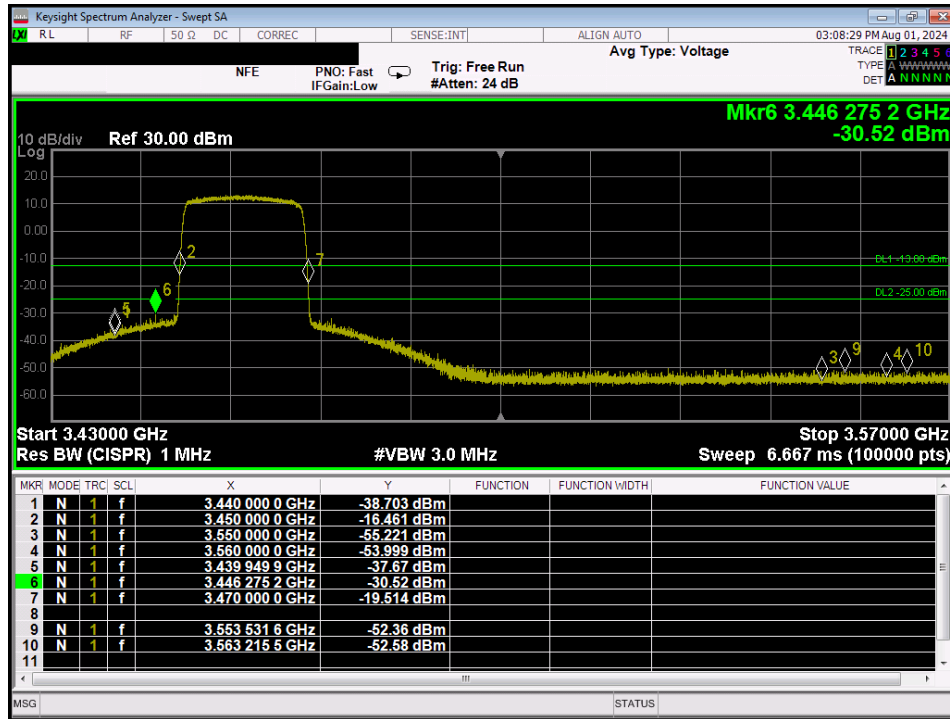 Keysight Spectrum Analyzer - Swept SA
LXI RL RF 50 Ω DC CORREC SENSE:INT ALIGN AUTO 03:08:29 PM Aug 01, 2024
Avg Type: Voltage TRACE 1 2 3 4 5 6
NFE PNO: Fast Trig: Free Run TYPE A WWWWW
IFGain:Low #Atten: 24 dB DET A N N N N N
Mkr6 3.446 275 2 GHz
10 dB/div Ref 30.00 dBm -30.52 dBm
Log
20.0
10.0
0.00
2
7
-10.0 DL1 -13.00 dBm
-20.0 6 DL2 -25.00 dBm
-30.0 5
-40.0
3 9 4 10
-50.0
-60.0
Start 3.43000 GHz Stop 3.57000 GHz
Res BW (CISPR) 1 MHz #VBW 3.0 MHz Sweep 6.667 ms (100000 pts)
MKR MODE TRC SCL X Y FUNCTION FUNCTION WIDTH FUNCTION VALUE
1 N 1 f 3.440 000 0 GHz -38.703 dBm
2 N 1 f 3.450 000 0 GHz -16.461 dBm
3 N 1 f 3.550 000 0 GHz -55.221 dBm
4 N 1 f 3.560 000 0 GHz -53.999 dBm
5 N 1 f 3.439 949 9 GHz -37.67 dBm
6 N 1 f 3.446 275 2 GHz -30.52 dBm
7 N 1 f 3.470 000 0 GHz -19.514 dBm
8
9 N 1 f 3.553 531 6 GHz -52.36 dBm
10 N 1 f 3.563 215 5 GHz -52.58 dBm
11
MSG STATUS